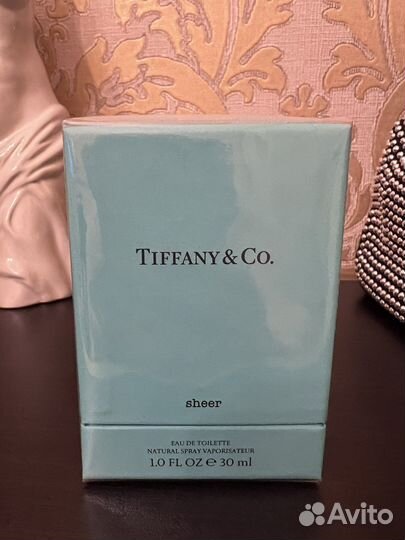 TIFFANY & CO.
sheer
EAU DE TOILETTE
NATURAL SPRAY VAPORISATEUR
1.0 FL OZ ℮ 30 ml
Avito